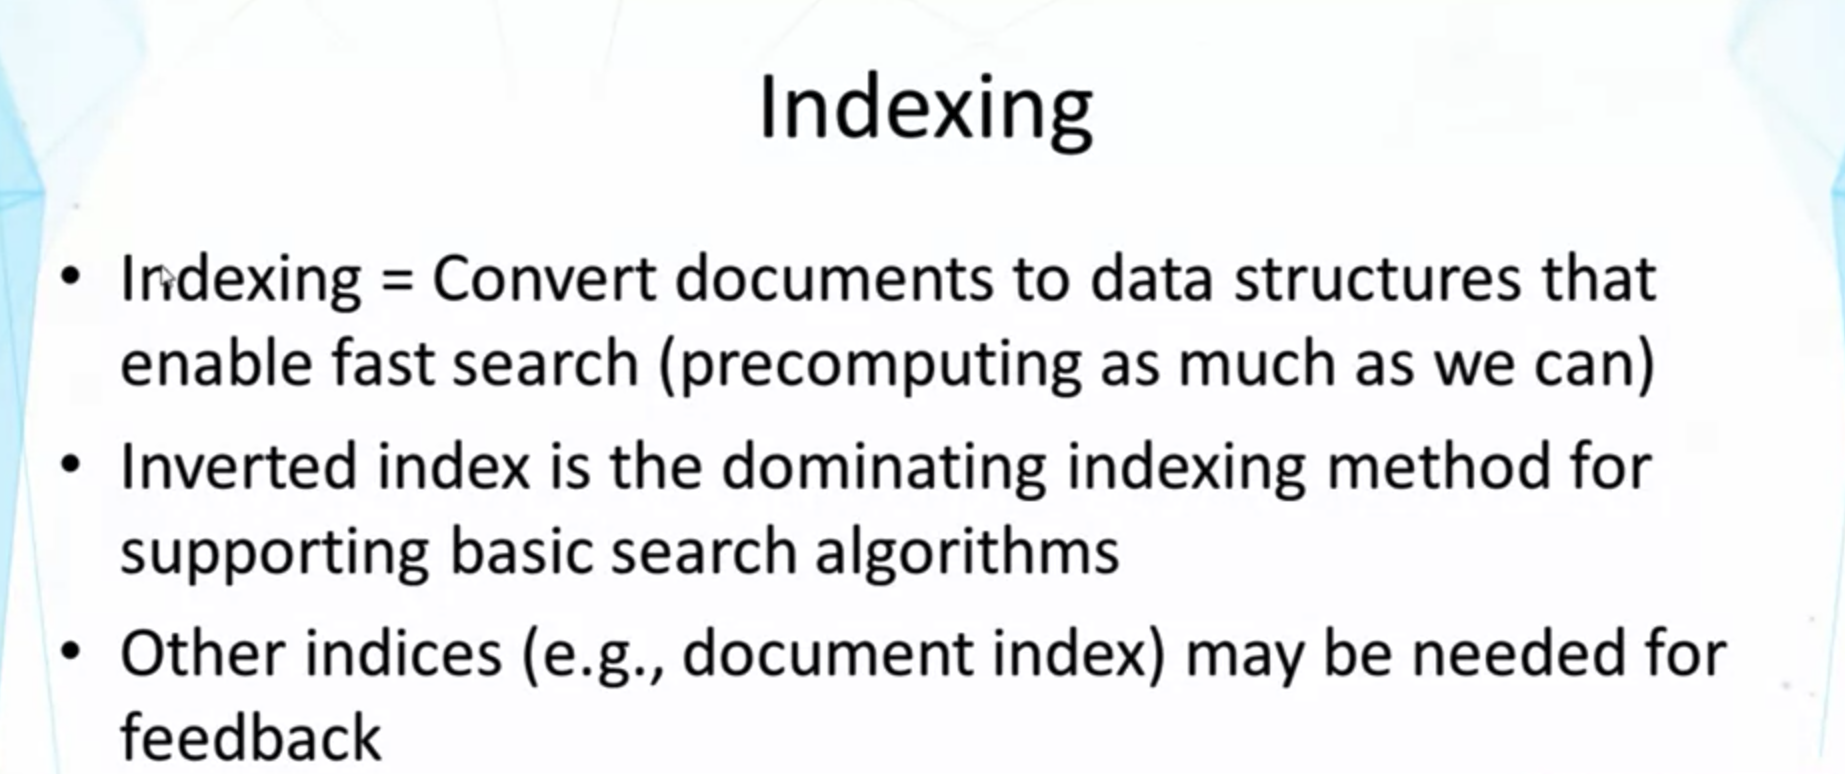 Indexing
• Indexing = Convert documents to data structures that
enable fast search (precomputing as much as we can)
• Inverted index is the dominating indexing method for
supporting basic search algorithms
• Other indices (e.g., document index) may be needed for
feedback